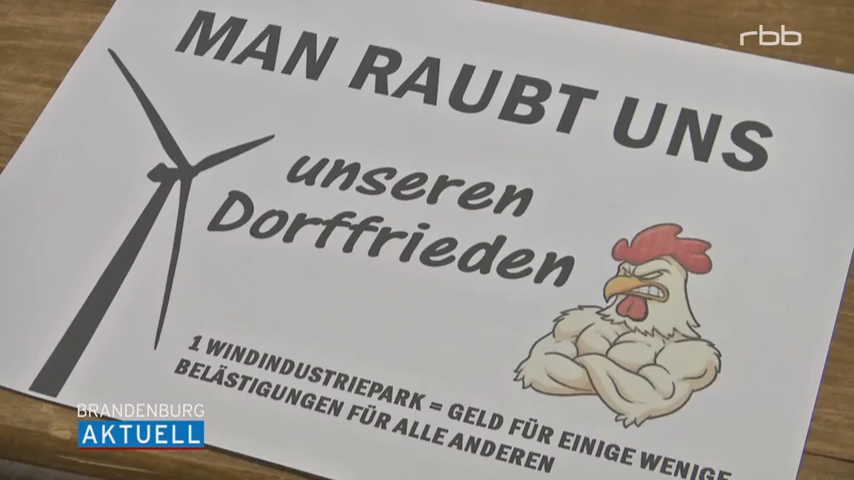 rbb
MAN RAUBT UNS
unseren
Dorffrieden
1 WINDINDUSTRIEPARK = GELD FÜR EINIGE WENIGE
BELÄSTIGUNGEN FÜR ALLE ANDEREN
BRANDENBURG
AKTUELL